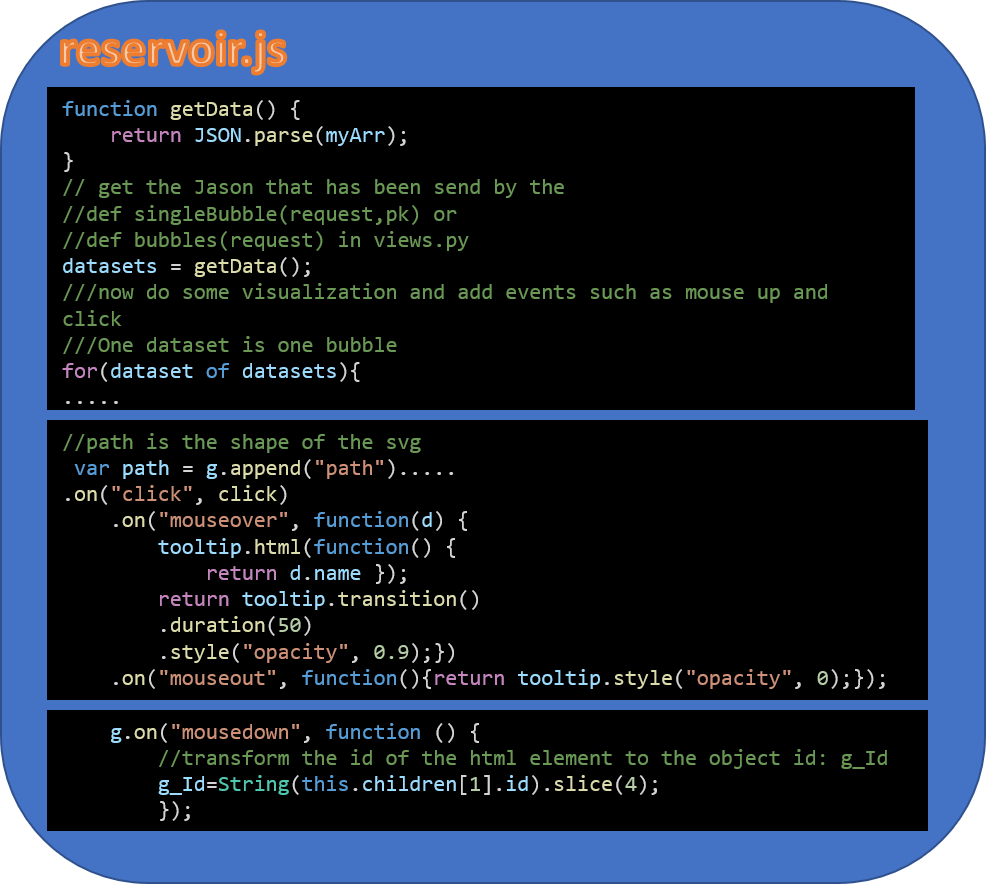 reservoir.js
function getData() {
    return JSON.parse(myArr);
}
// get the Jason that has been send by the
//def singleBubble(request,pk) or
//def bubbles(request) in views.py
datasets = getData();
///now do some visualization and add events such as mouse up and
click
///One dataset is one bubble
for(dataset of datasets){
.....
//path is the shape of the svg
 var path = g.append("path").....
.on("click", click)
    .on("mouseover", function(d) {
        tooltip.html(function() {
            return d.name });
        return tooltip.transition()
        .duration(50)
        .style("opacity", 0.9);})
    .on("mouseout", function(){return tooltip.style("opacity", 0);});
    g.on("mousedown", function () {
        //transform the id of the html element to the object id: g_Id
        g_Id=String(this.children[1].id).slice(4);
        });